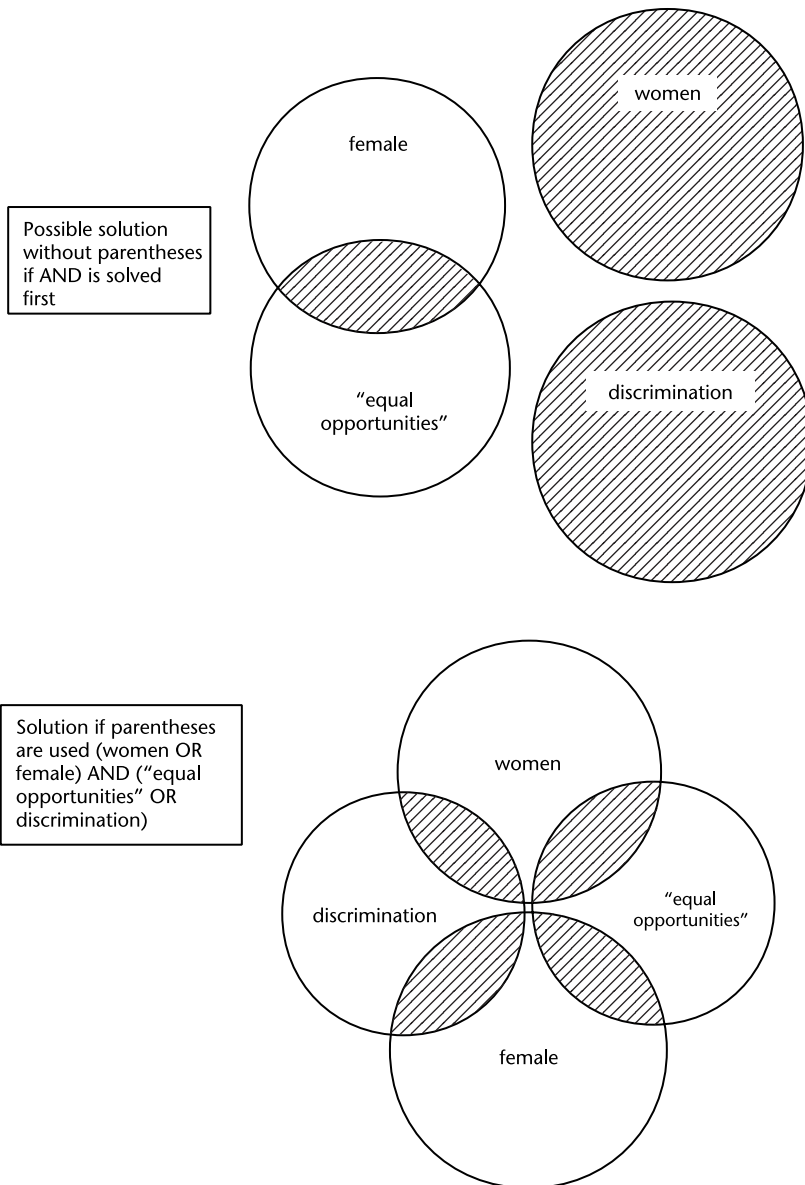 women
female
Possible solution
without parentheses
if AND is solved
first
“equal
opportunities”
discrimination
Solution if parentheses
are used (women OR
female) AND (“equal
opportunities” OR
discrimination)
women
“equal
opportunities”
discrimination
female